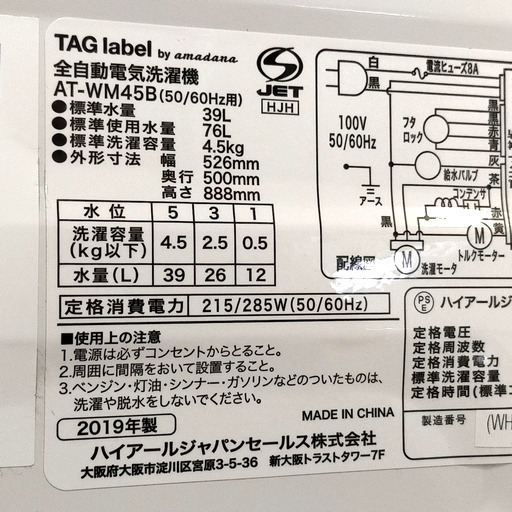 TAG label by amadana
全自動電気洗濯機
AT-WM45B(50/60Hz用)
●標準水量 39L
●標準使用水量 76L
●標準洗濯容量 4.5kg
●外形寸法 幅 526mm
奥行 500mm
高さ 888mm
JET
HJH
水位 5 3 1
洗濯容量(kg以下) 4.5 2.5 0.5
水量(L) 39 26 12
定格消費電力 215/285W(50/60Hz)
■使用上の注意
1.電源は必ずコンセントからとること。
2.周囲に間隔をおいて設置すること。
3.ベンジン・灯油・シンナー・ガソリンなどのついたものは、
洗濯や脱水をしないでください。
2019年製
MADE IN CHINA
ハイアールジャパンセールス株式会社
大阪府大阪市淀川区宮原3-5-36 新大阪トラストタワー7F
白
電流ヒューズ8A
黒
100V
50/60Hz
フタ
ロック
黒
黒
赤
青
給水バルブ
灰
茶
アース
コンデンサ
黒
赤
黄
配線図
M
洗濯モータ
M
トルクモーター
PS
E
ハイアールジ
定格電圧
定格周波数
定格消費電力
標準洗濯容量
定格時間(標準コ
製造番号
(WH